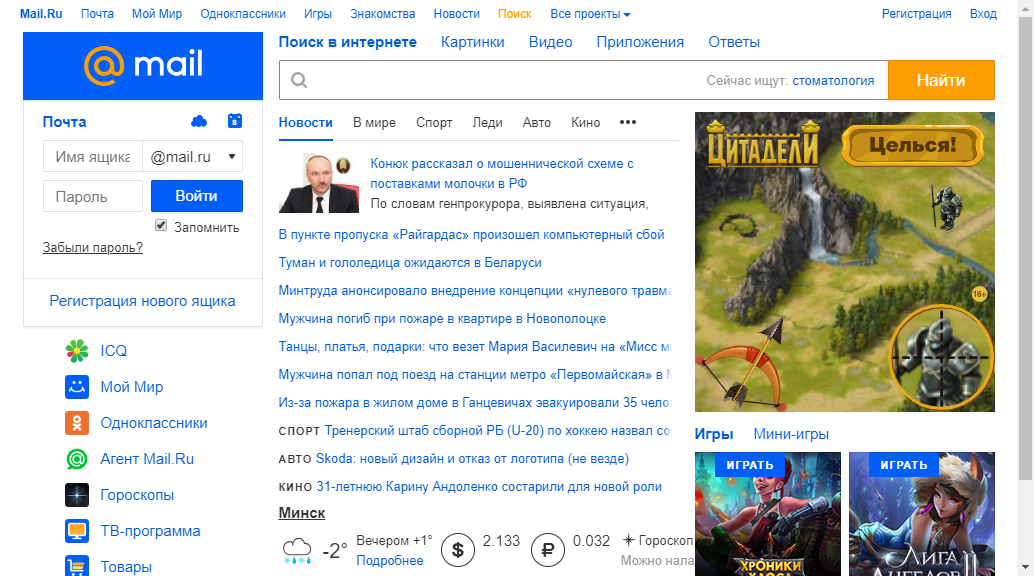 Mail.Ru Почта Мой Мир Одноклассники Игры Знакомства Новости Поиск Все проекты Регистрация Вход
@mail
Почта
8
Имя ящика @mail.ru
Пароль Войти
Запомнить
Забыли пароль?
Регистрация нового ящика
ICQ
Мой Мир
Одноклассники
Агент Mail.Ru
Гороскопы
ТВ-программа
Товары
Поиск в интернете Картинки Видео Приложения Ответы
Сейчас ищут: стоматология Найти
Новости В мире Спорт Леди Авто Кино •••
Конюк рассказал о мошеннической схеме с
поставками молочки в РФ
По словам генпрокурора, выявлена ситуация,
В пункте пропуска «Райгардас» произошел компьютерный сбой
Туман и гололедица ожидаются в Беларуси
Минтруда анонсировало внедрение концепции «нулевого травма
Мужчина погиб при пожаре в квартире в Новополоцке
Танцы, платья, подарки: что везет Мария Василевич на «Мисс м
Мужчина попал под поезд на станции метро «Первомайская» в М
Из-за пожара в жилом доме в Ганцевичах эвакуировали 35 чело
СПОРТ Тренерский штаб сборной РБ (U-20) по хоккею назвал со
АВТО Skoda: новый дизайн и отказ от логотипа (не везде)
КИНО 31-летнюю Карину Андоленко состарили для новой роли
Минск
-2° Вечером +1° $ 2.133 ₽ 0.032 Гороскоп
Подробнее Можно нала
ЦИТАДЕЛИ Целься!
16+
Игры Мини-игры
ИГРАТЬ ИГРАТЬ
ХРОНИКИ
ХАОСА
ЛИГА
АНГЕЛОВ II